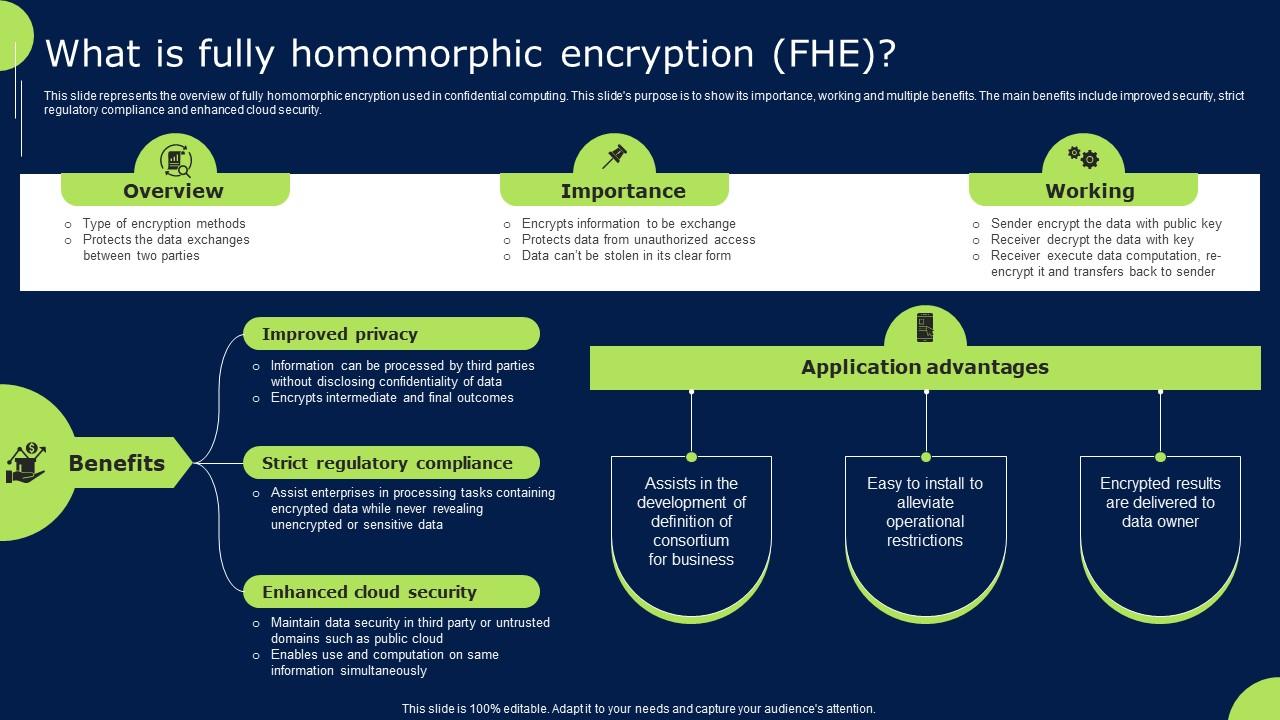 What is fully homomorphic encryption (FHE)?
This slide represents the overview of fully homomorphic encryption used in confidential computing. This slide's purpose is to show its importance, working and multiple benefits. The main benefits include improved security, strict
regulatory compliance and enhanced cloud security.
Overview
o Type of encryption methods
o Protects the data exchanges
between two parties
Importance
o Encrypts information to be exchange
o Protects data from unauthorized access
o Data can't be stolen in its clear form
Working
o Sender encrypt the data with public key
o Receiver decrypt the data with key
o Receiver execute data computation, re-
encrypt it and transfers back to sender
Benefits
Improved privacy
o Information can be processed by third parties
without disclosing confidentiality of data
o Encrypts intermediate and final outcomes
Strict regulatory compliance
o Assist enterprises in processing tasks containing
encrypted data while never revealing
unencrypted or sensitive data
Enhanced cloud security
o Maintain data security in third party or untrusted
domains such as public cloud
o Enables use and computation on same
information simultaneously
Application advantages
Assists in the
development of
definition of
consortium
for business
Easy to install to
alleviate
operational
restrictions
Encrypted results
are delivered to
data owner
This slide is 100% editable. Adapt it to your needs and capture your audience's attention.